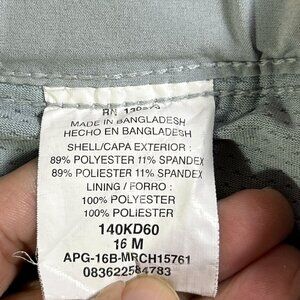 MADE IN BANGLADESH
HECHO EN BANGLADESH
SHELL/CAPA EXTERIOR :
89% POLYESTER 11% SPANDEX
89% POLIESTER 11% SPANDEX
LINING / FORRO :
100% POLYESTER
100% POLIESTER
140KD60
16 M
APG-16B-MRCH15761
083622584783